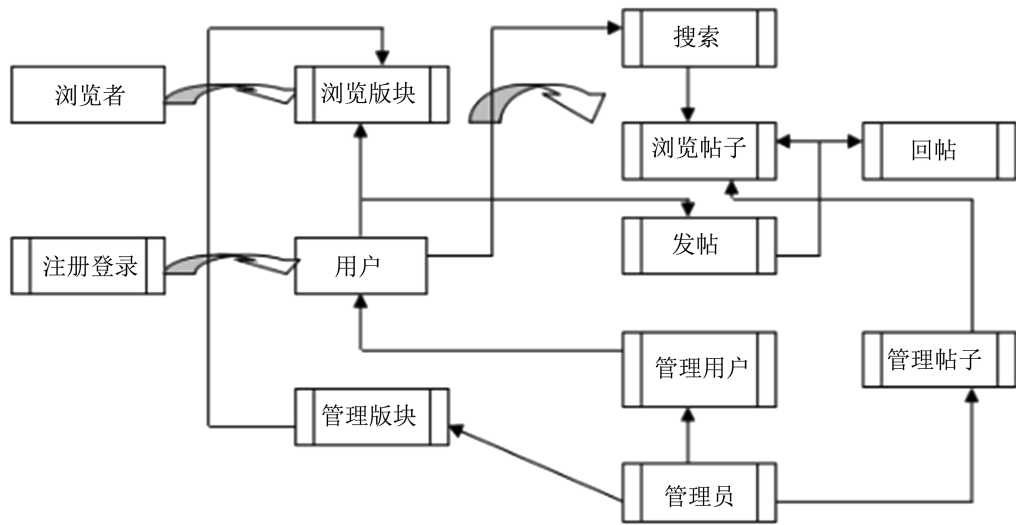 搜索
浏览者
浏览版块
浏览帖子
回帖
注册登录
用户
发帖
管理用户
管理帖子
管理版块
管理员